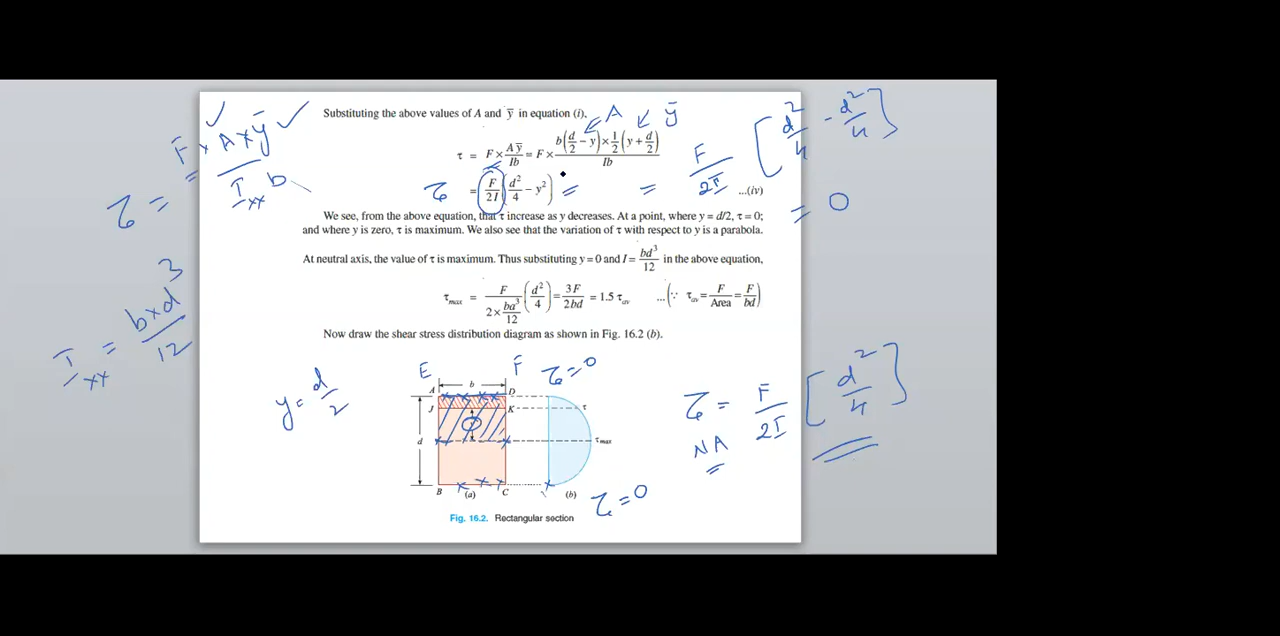 Substituting the above values of A and ȳ in equation (i),
τ = F × Aȳ/Ib = F × b(d/2 − y) × 1/2(y + d/2)/Ib
= F/2I (d²/4 − y²) ...(iv)
We see, from the above equation, that τ increase as y decreases. At a point, where y = d/2, τ = 0;
and where y is zero, τ is maximum. We also see that the variation of τ with respect to y is a parabola.
At neutral axis, the value of τ is maximum. Thus substituting y = 0 and I = bd³/12 in the above equation,
τmax = F/(2 × bd³/12) (d²/4) = 3F/2bd = 1.5 τav ...(∵ τav = F/Area = F/bd)
Now draw the shear stress distribution diagram as shown in Fig. 16.2 (b).
A b D
J K τ
d τmax
B (a) C (b)
Fig. 16.2. Rectangular section
A ȳ
τ = F × A × ȳ / Ixx b
τ = = F/2I [d²/4 − d²/4]
= 0
Ixx = b×d³/12
E F τ=0
y = d/2
τ = F/2I [d²/4]
NA
τ=0